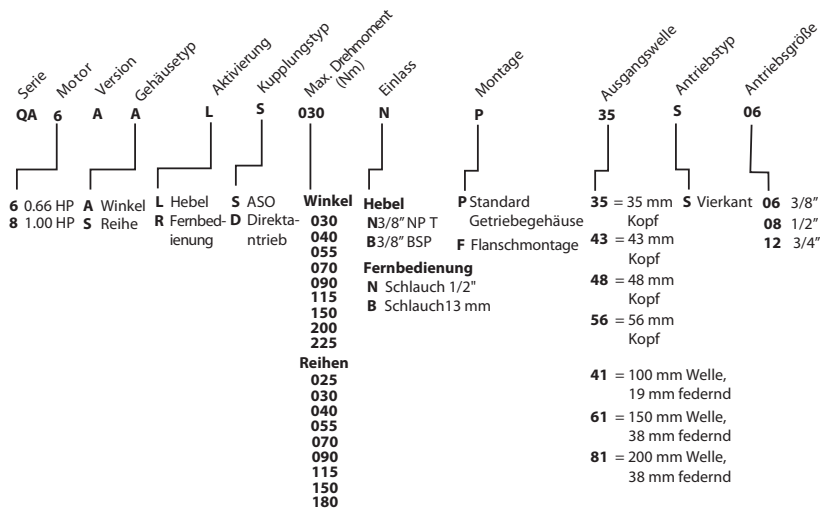 Serie
Motor
Version
Gehäusetyp
Aktivierung
Kupplungstyp
Max. Drehmoment
(Nm)
Einlass
Montage
Ausgangswelle
Antriebstyp
Antriebsgröße
QA 6 A A L S 030 N P 35 S 06
6 0.66 HP
8 1.00 HP
A Winkel
S Reihe
L Hebel
R Fernbed-
ienung
S ASO
D Direkta-
ntrieb
Winkel
030
040
055
070
090
115
150
200
225
Reihen
025
030
040
055
070
090
115
150
180
Hebel
N3/8” NP T
B3/8” BSP
Fernbedienung
N Schlauch 1/2"
B Schlauch13 mm
P Standard
Getriebegehäuse
F Flanschmontage
35 = 35 mm
Kopf
43 = 43 mm
Kopf
48 = 48 mm
Kopf
56 = 56 mm
Kopf
41 = 100 mm Welle,
19 mm federnd
61 = 150 mm Welle,
38 mm federnd
81 = 200 mm Welle,
38 mm federnd
S Vierkant
06 3/8”
08 1/2”
12 3/4”